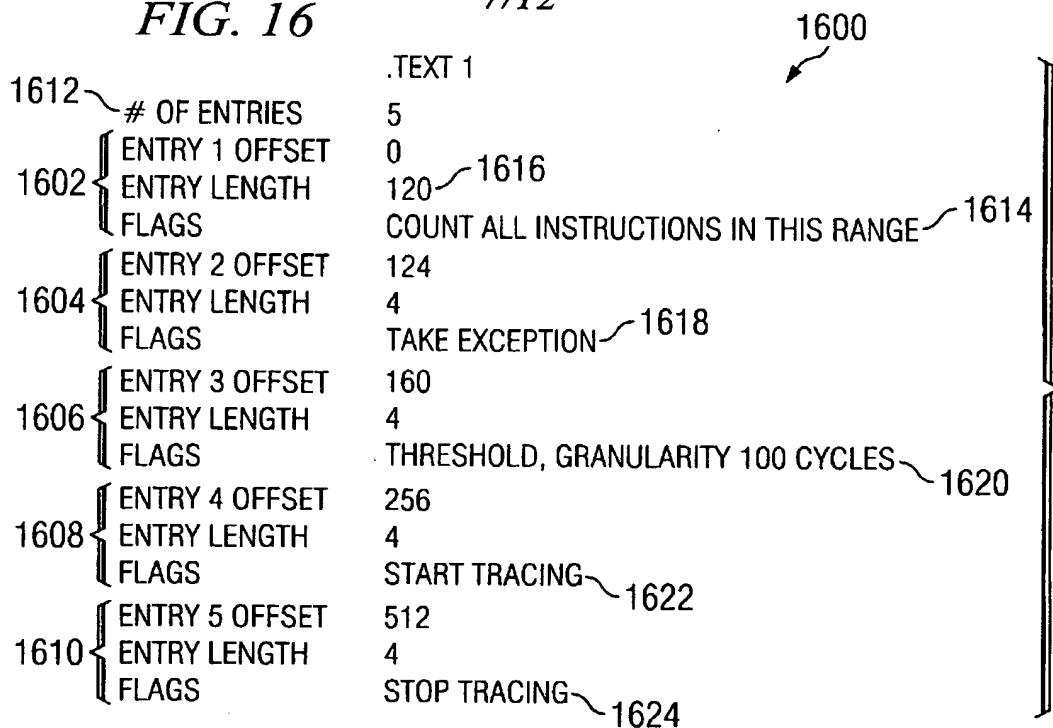 FIG. 16
1600
.TEXT 1
1612 # OF ENTRIES 5
ENTRY 1 OFFSET 0
1602 ENTRY LENGTH 120 1616
FLAGS COUNT ALL INSTRUCTIONS IN THIS RANGE 1614
ENTRY 2 OFFSET 124
1604 ENTRY LENGTH 4
FLAGS TAKE EXCEPTION 1618
ENTRY 3 OFFSET 160
1606 ENTRY LENGTH 4
FLAGS THRESHOLD, GRANULARITY 100 CYCLES 1620
ENTRY 4 OFFSET 256
1608 ENTRY LENGTH 4
FLAGS START TRACING 1622
ENTRY 5 OFFSET 512
1610 ENTRY LENGTH 4
FLAGS STOP TRACING 1624